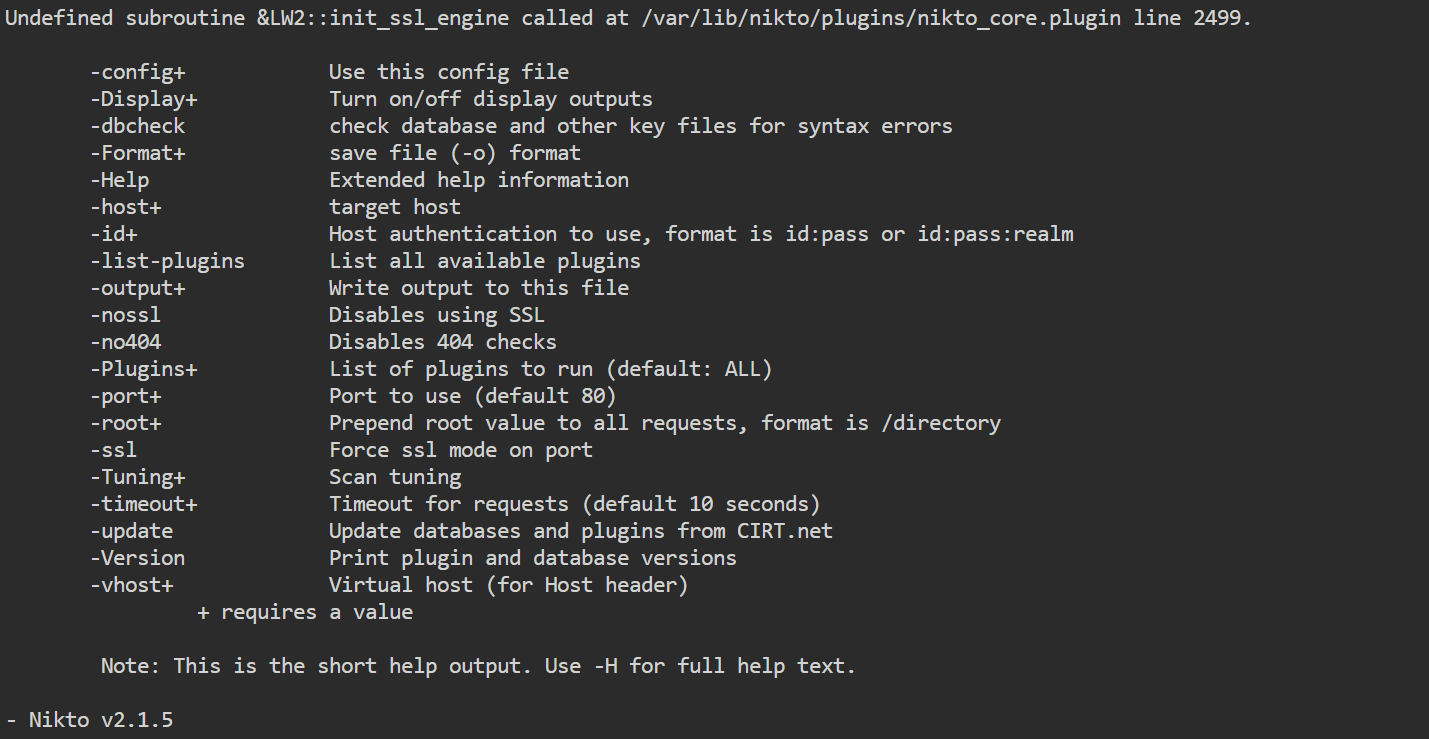 Undefined subroutine &LW2::init_ssl_engine called at /var/lib/nikto/plugins/nikto_core.plugin line 2499.
-config+ Use this config file
-Display+ Turn on/off display outputs
-dbcheck check database and other key files for syntax errors
-Format+ save file (-o) format
-Help Extended help information
-host+ target host
-id+ Host authentication to use, format is id:pass or id:pass:realm
-list-plugins List all available plugins
-output+ Write output to this file
-nossl Disables using SSL
-no404 Disables 404 checks
-Plugins+ List of plugins to run (default: ALL)
-port+ Port to use (default 80)
-root+ Prepend root value to all requests, format is /directory
-ssl Force ssl mode on port
-Tuning+ Scan tuning
-timeout+ Timeout for requests (default 10 seconds)
-update Update databases and plugins from CIRT.net
-Version Print plugin and database versions
-vhost+ Virtual host (for Host header)
+ requires a value
Note: This is the short help output. Use -H for full help text.
- Nikto v2.1.5